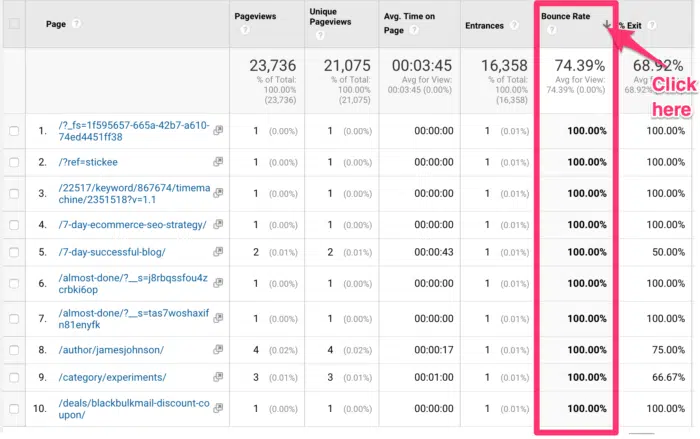 Page ?
Pageviews ?
Unique Pageviews ?
Avg. Time on Page ?
Entrances ?
Bounce Rate ?
% Exit ?
Click here
23,736
% of Total: 100.00% (23,736)
21,075
% of Total: 100.00% (21,075)
00:03:45
Avg for View: 00:03:45 (0.00%)
16,358
% of Total: 100.00% (16,358)
74.39%
Avg for View: 74.39% (0.00%)
68.92%
Avg for
68.92%
1. /?_fs=1f595657-665a-42b7-a610-74ed4451ff38 1 (0.00%) 1 (0.00%) 00:00:00 1 (0.01%) 100.00% 100.00%
2. /?ref=stickee 1 (0.00%) 1 (0.00%) 00:00:00 1 (0.01%) 100.00% 100.00%
3. /22517/keyword/867674/timemachine/2351518?v=1.1 1 (0.00%) 1 (0.00%) 00:00:00 1 (0.01%) 100.00% 100.00%
4. /7-day-ecommerce-seo-strategy/ 1 (0.00%) 1 (0.00%) 00:00:00 1 (0.01%) 100.00% 100.00%
5. /7-day-successful-blog/ 2 (0.01%) 2 (0.01%) 00:00:43 1 (0.01%) 100.00% 50.00%
6. /almost-done/?__s=j8rbqssfou4zcrbki6op 1 (0.00%) 1 (0.00%) 00:00:00 1 (0.01%) 100.00% 100.00%
7. /almost-done/?__s=tas7woshaxifn81enyfk 1 (0.00%) 1 (0.00%) 00:00:00 1 (0.01%) 100.00% 100.00%
8. /author/jamesjohnson/ 4 (0.02%) 4 (0.02%) 00:00:17 1 (0.01%) 100.00% 75.00%
9. /category/experiments/ 3 (0.01%) 3 (0.01%) 00:01:00 1 (0.01%) 100.00% 66.67%
10. /deals/blackbulkmail-discount-coupon/ 1 (0.00%) 1 (0.00%) 00:00:00 1 (0.01%) 100.00% 100.00%